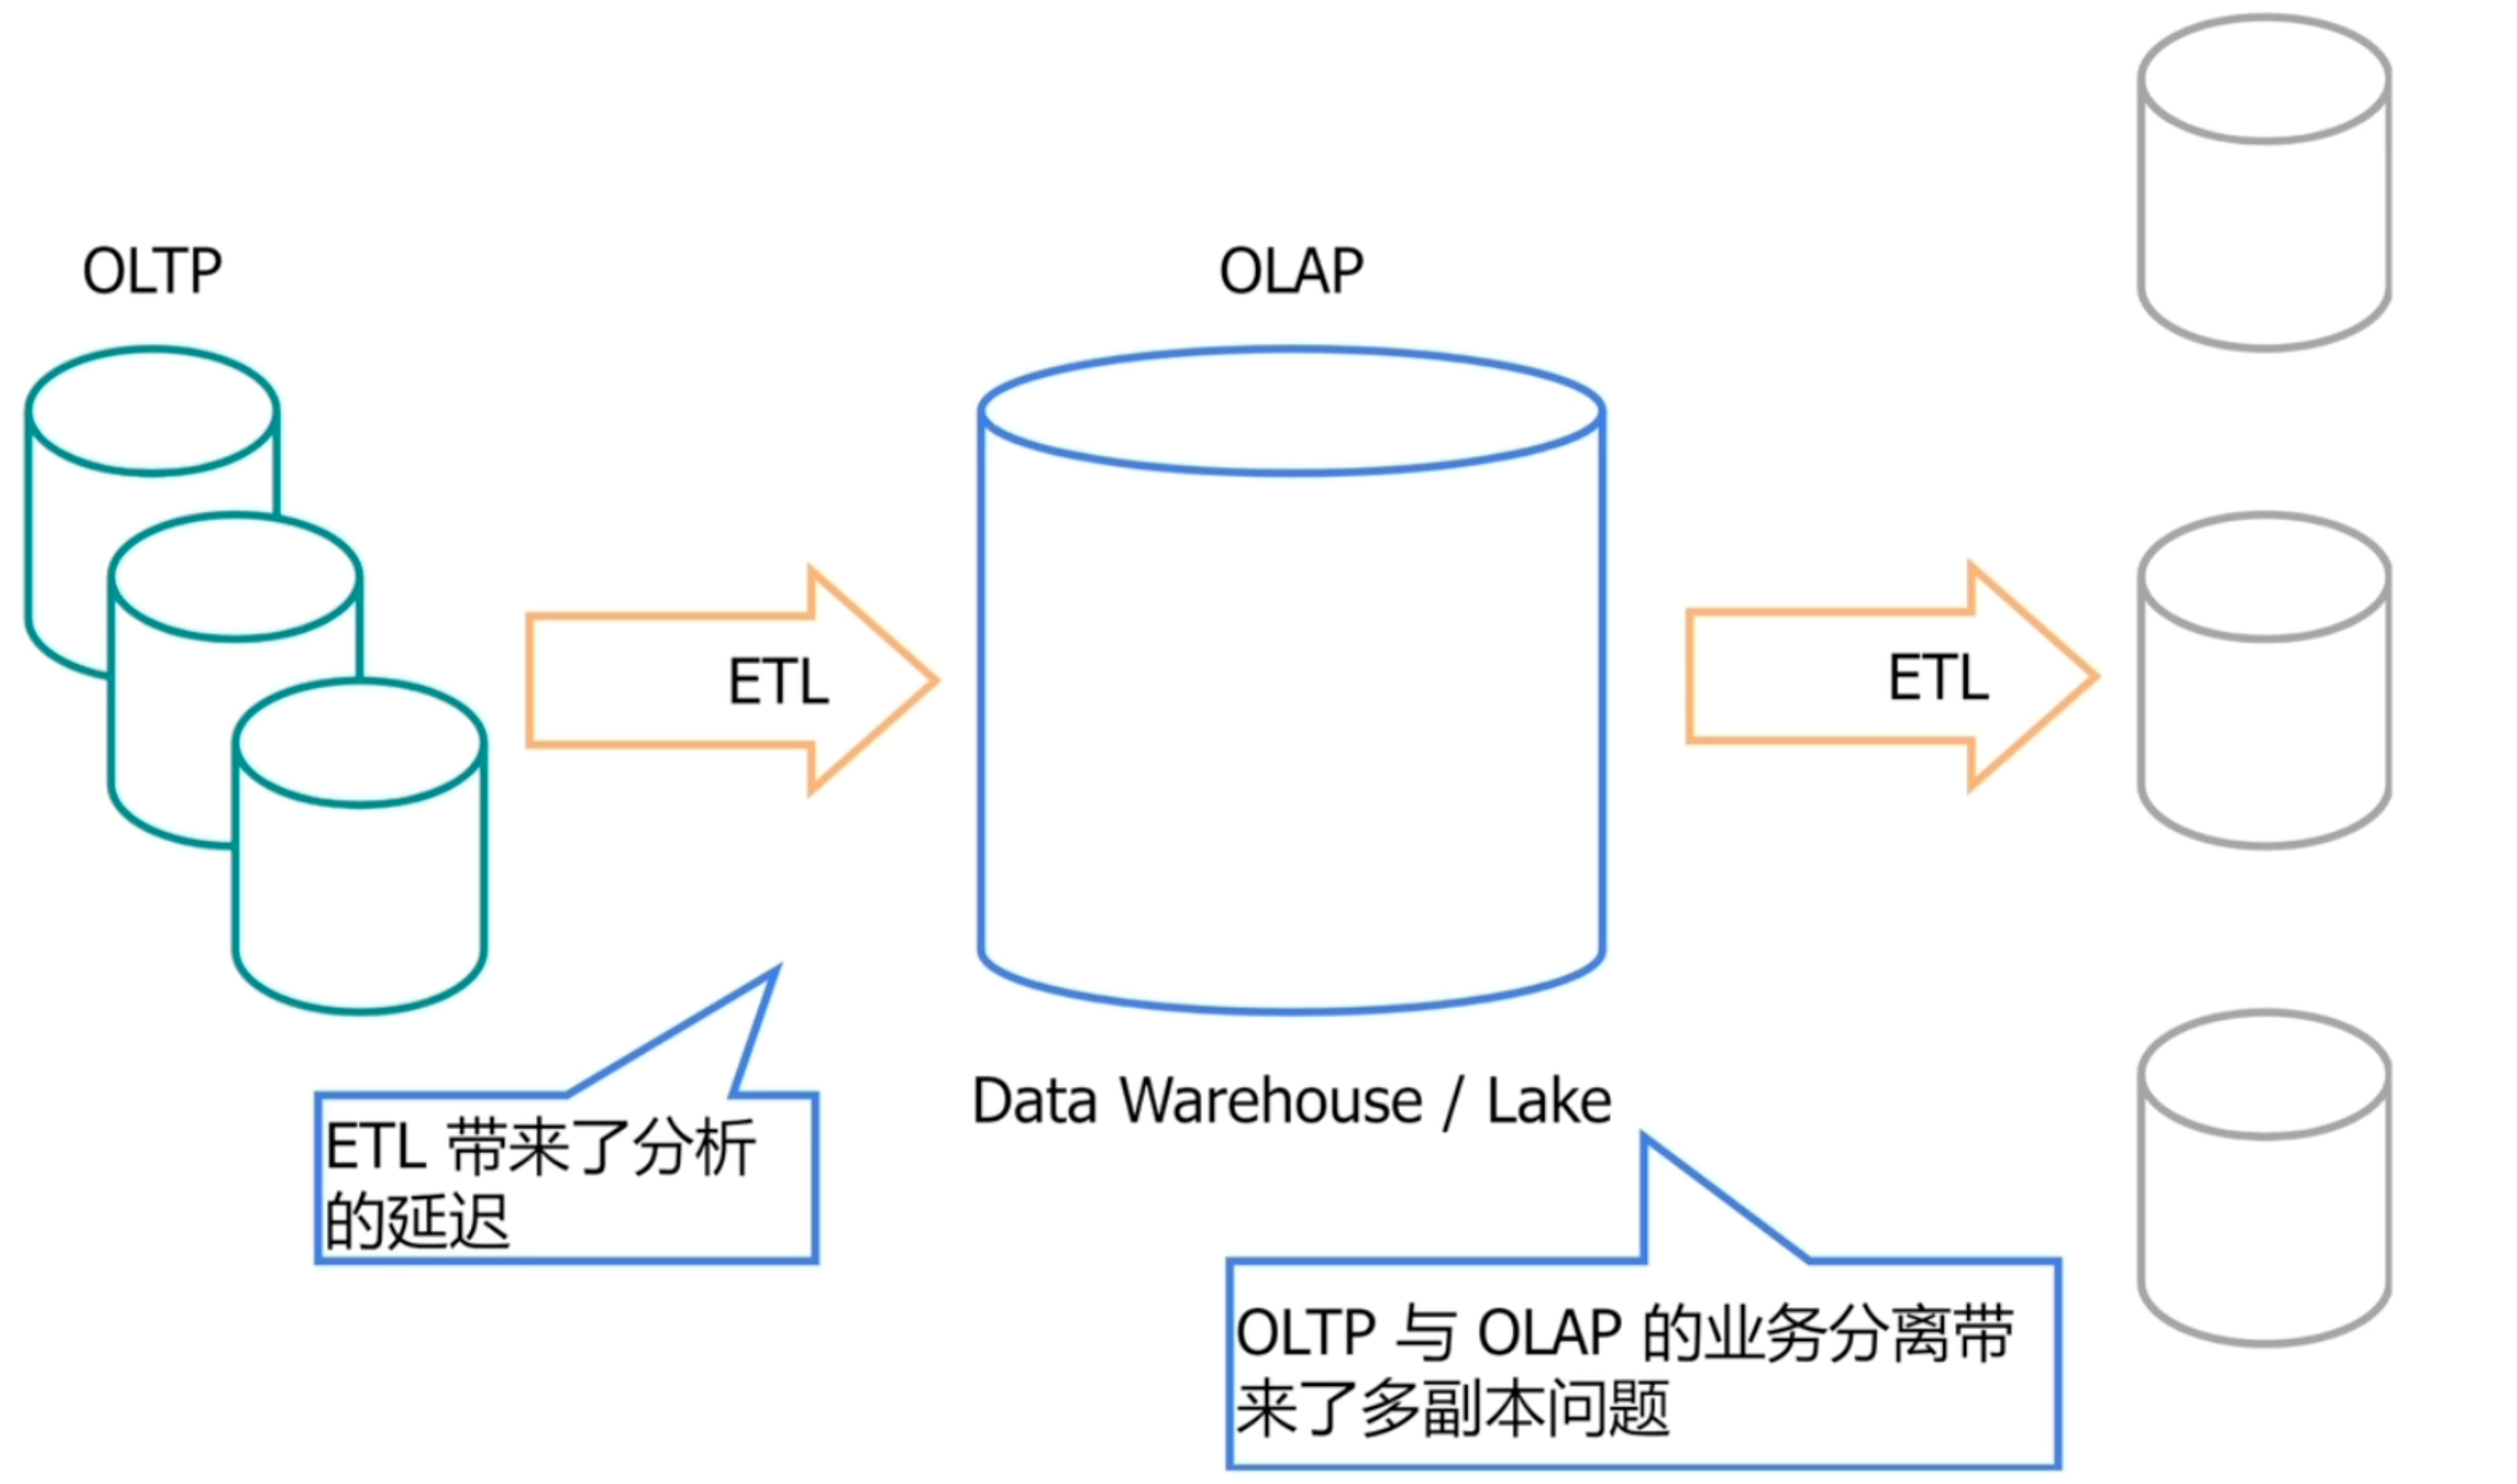 OLTP
OLAP
ETL
ETL
Data Warehouse / Lake
ETL 带来了分析
的延迟
OLTP 与 OLAP 的业务分离带
来了多副本问题